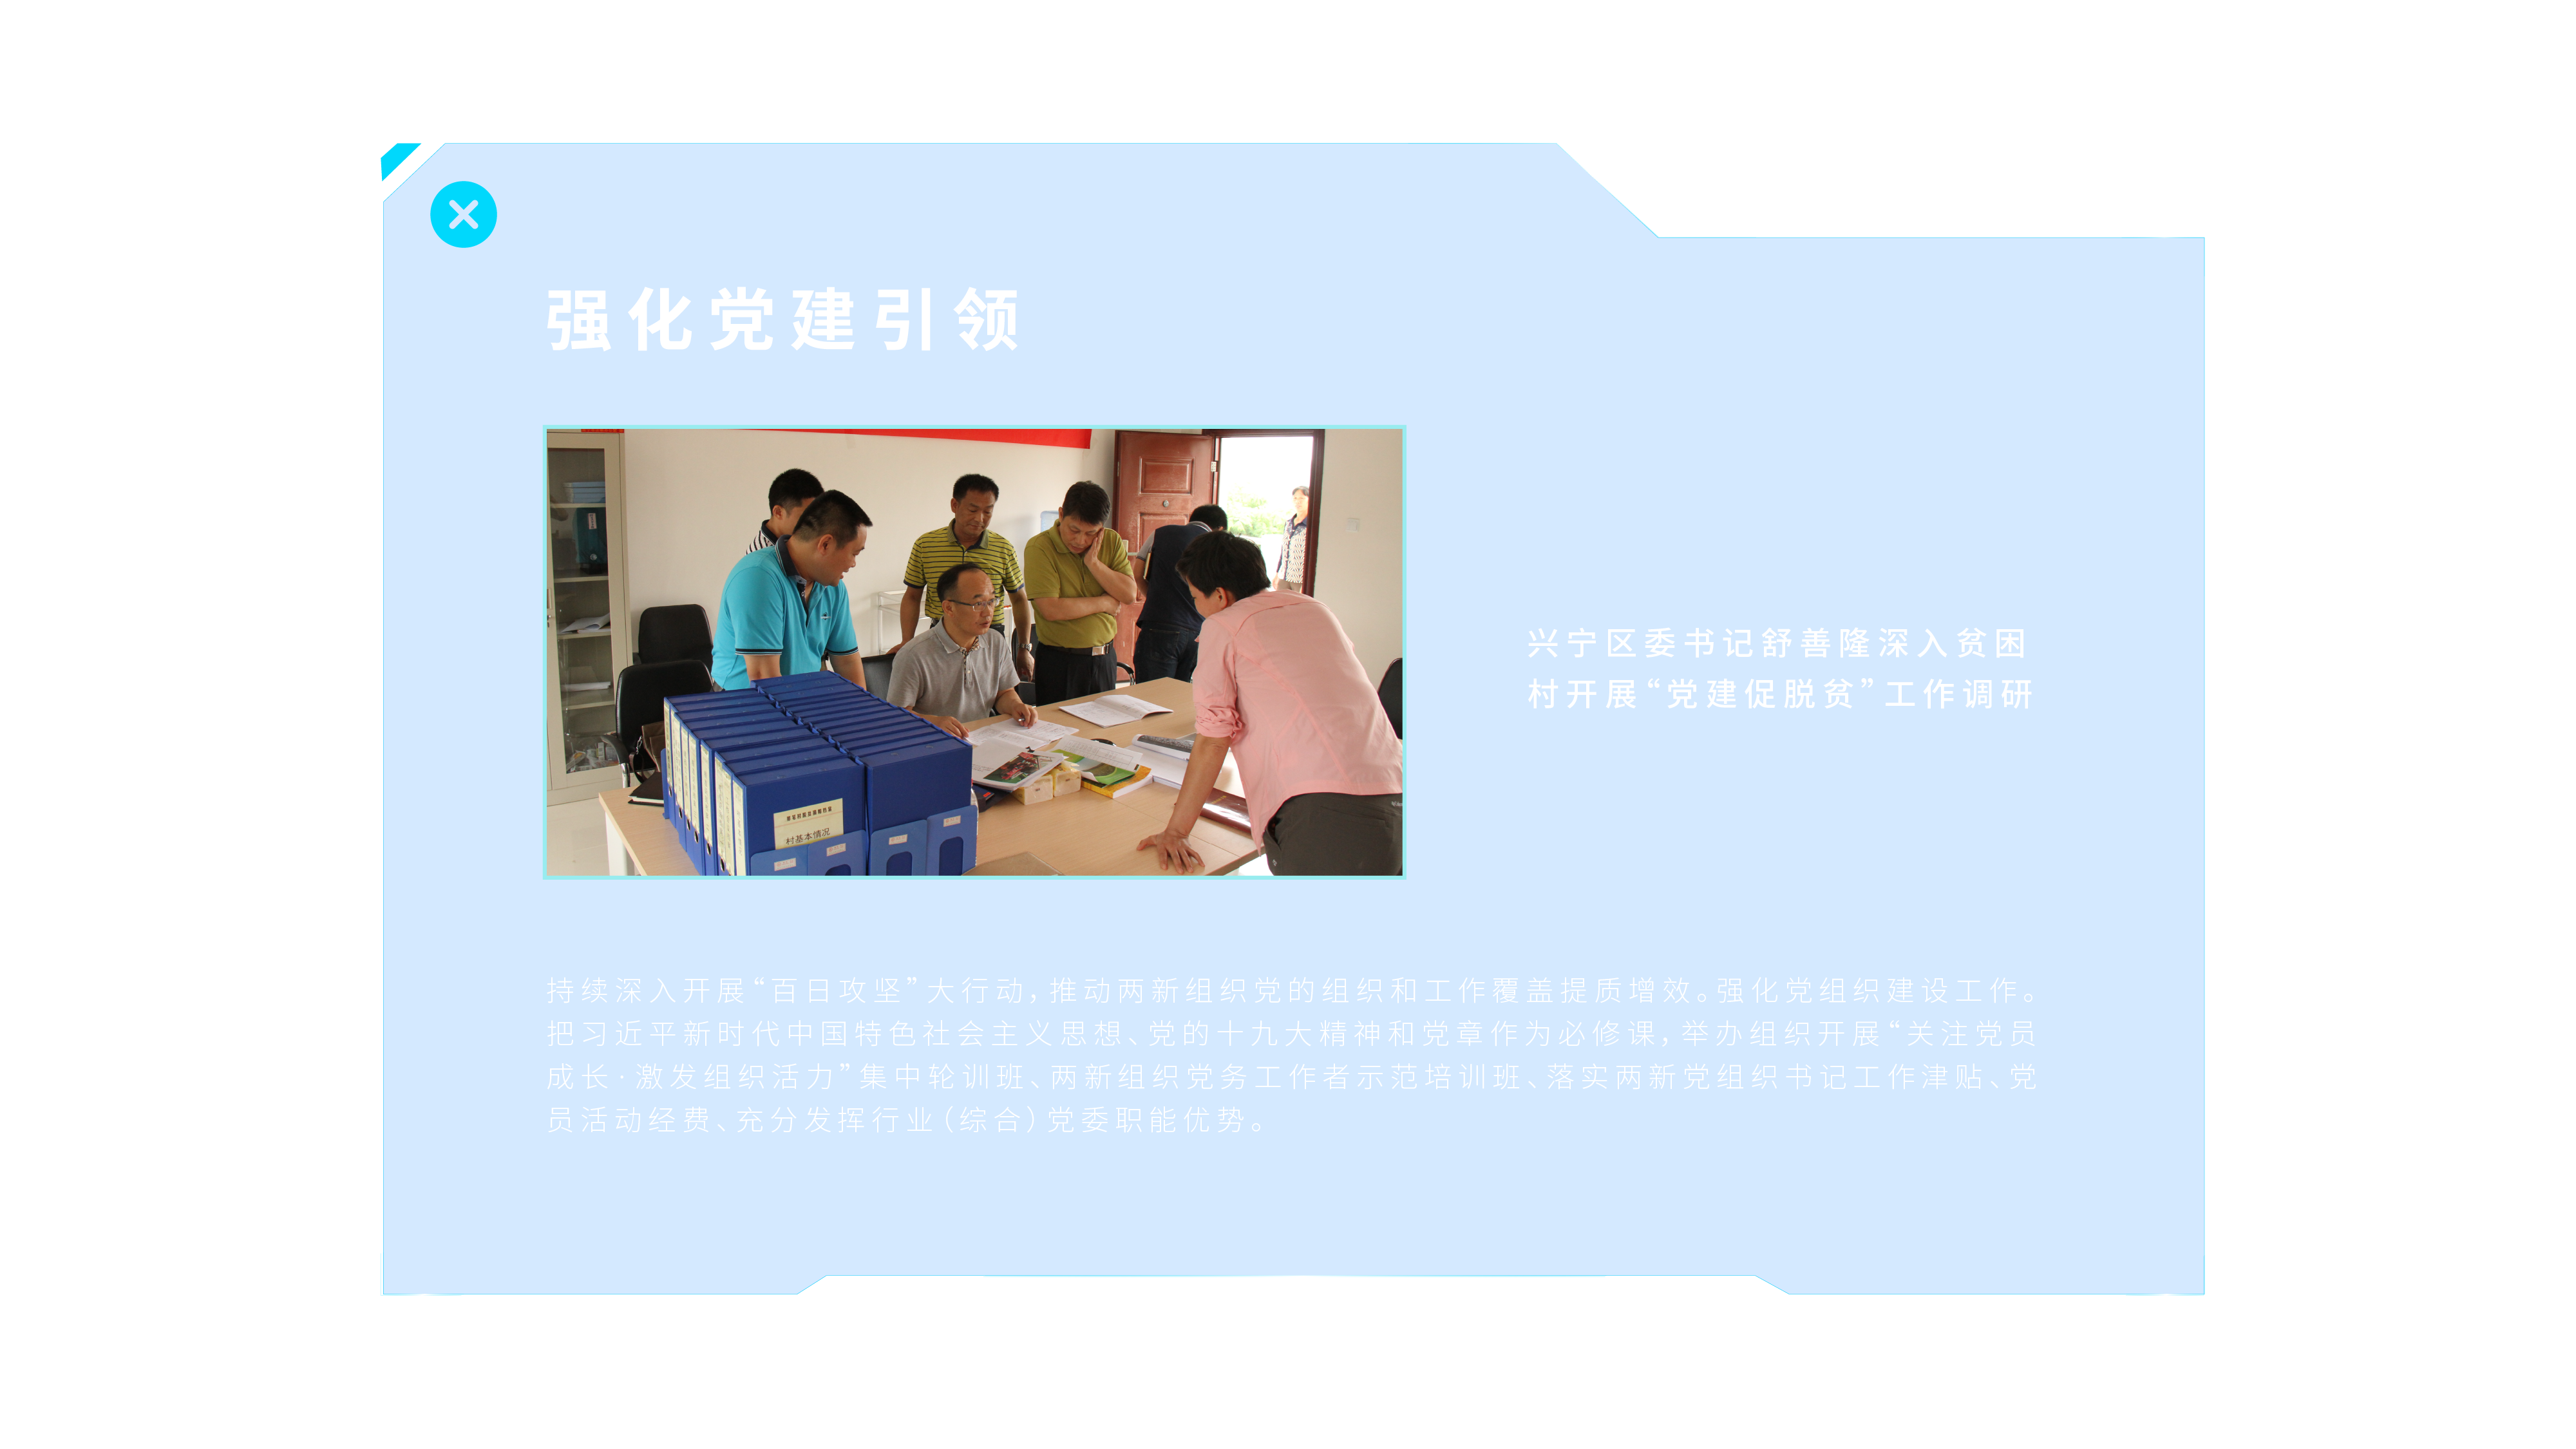 强化党建引领
兴宁区委书记舒善隆深入贫困
村开展“党建促脱贫”工作调研
村基本情况
持续深入开展“百日攻坚”大行动，推动两新组织党的组织和工作覆盖提质增效。强化党组织建设工作。
把习近平新时代中国特色社会主义思想、党的十九大精神和党章作为必修课，举办组织开展“关注党员
成长·激发组织活力”集中轮训班、两新组织党务工作者示范培训班、落实两新党组织书记工作津贴、党
员活动经费、充分发挥行业（综合）党委职能优势。